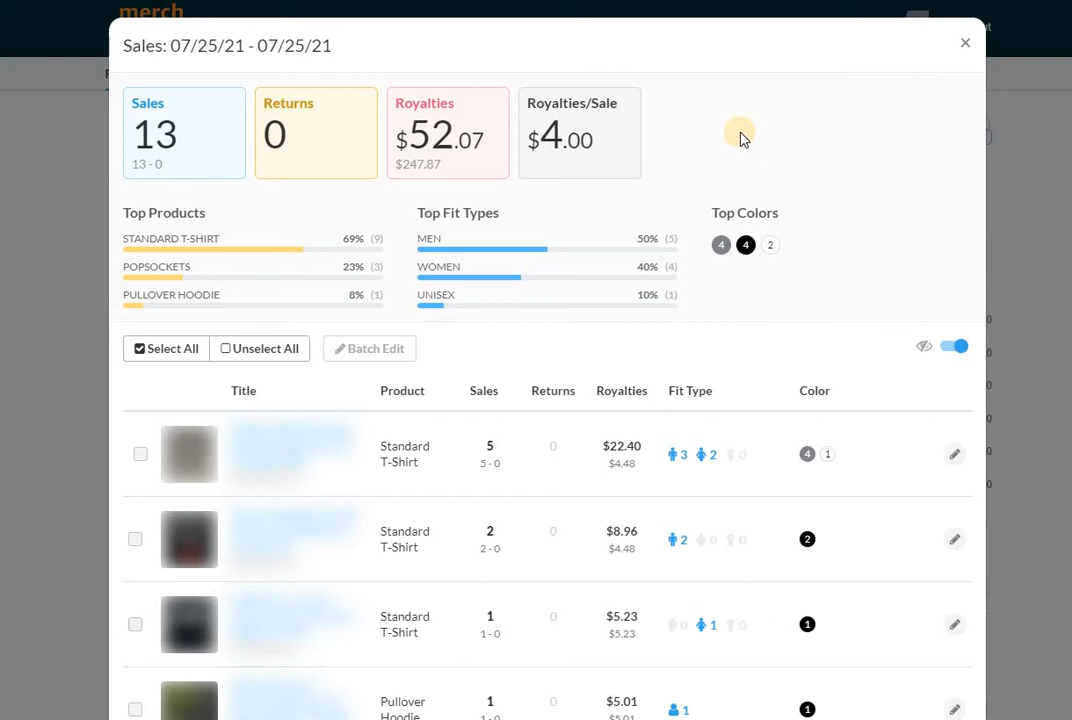 merch
Sales: 07/25/21 - 07/25/21
Sales
13
13 - 0
Returns
0
Royalties
$52.07
$247.87
Royalties/Sale
$4.00
Top Products
STANDARD T-SHIRT 69% (9)
POPSOCKETS 23% (3)
PULLOVER HOODIE 8% (1)
Top Fit Types
MEN 50% (5)
WOMEN 40% (4)
UNISEX 10% (1)
Top Colors
4 4 2
Select All Unselect All Batch Edit
Title Product Sales Returns Royalties Fit Type Color
Standard 5 0 $22.40 3 2 0 4 1
T-Shirt 5 - 0 $4.48
Standard 2 0 $8.96 2 0 0 2
T-Shirt 2 - 0 $4.48
Standard 1 0 $5.23 0 1 0 1
T-Shirt 1 - 0 $5.23
Pullover 1 0 $5.01 1 1
Hoodie 1 - 0 $5.01